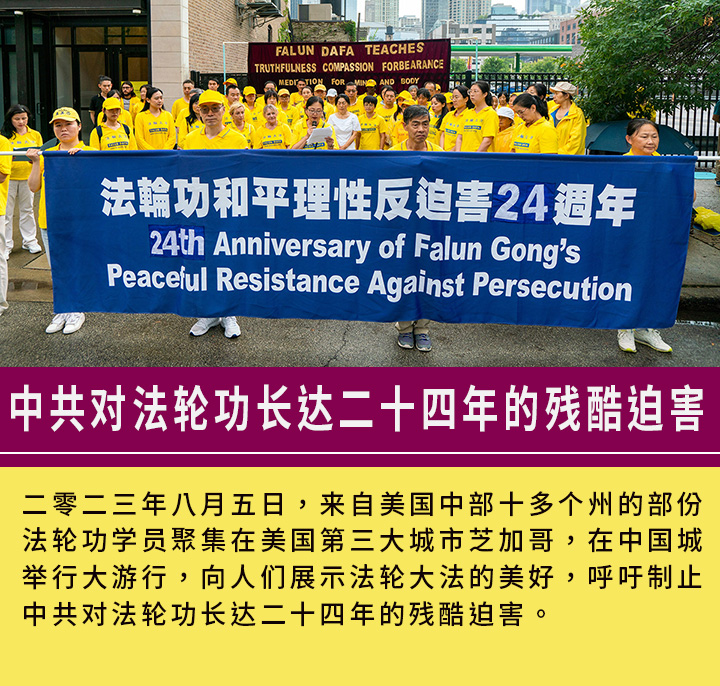 FALUN DAFA TEACHES
TRUTHFULNESS COMPASSION FORBEARANCE
MEDITATION FOR MIND AND BODY
法輪功和平理性反迫害24週年
24th Anniversary of Falun Gong's
Peaceful Resistance Against Persecution
中共对法轮功长达二十四年的残酷迫害
二零二三年八月五日，来自美国中部十多个州的部份
法轮功学员聚集在美国第三大城市芝加哥，在中国城
举行大游行，向人们展示法轮大法的美好，呼吁制止
中共对法轮功长达二十四年的残酷迫害。